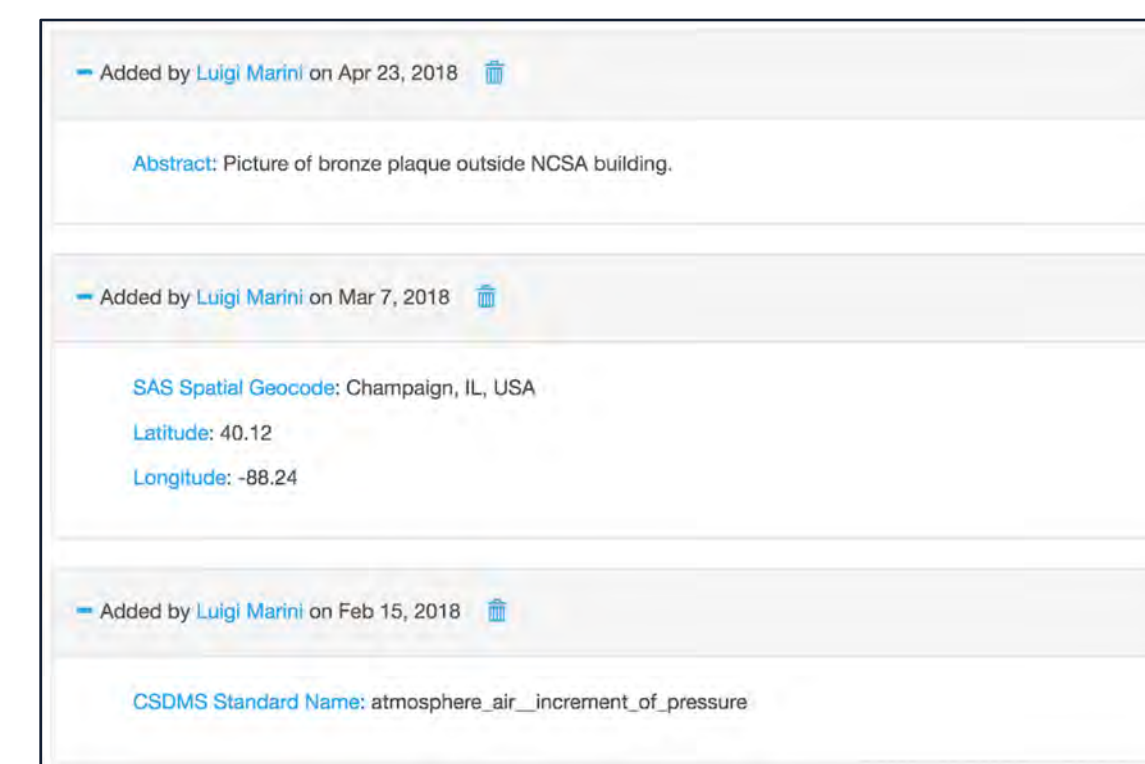 Added by Luigi Marini on Apr 23, 2018
Abstract: Picture of bronze plaque outside NCSA building.
Added by Luigi Marini on Mar 7, 2018
SAS Spatial Geocode: Champaign, IL, USA
Latitude: 40.12
Longitude: -88.24
Added by Luigi Marini on Feb 15, 2018
CSDMS Standard Name: atmosphere_air__increment_of_pressure